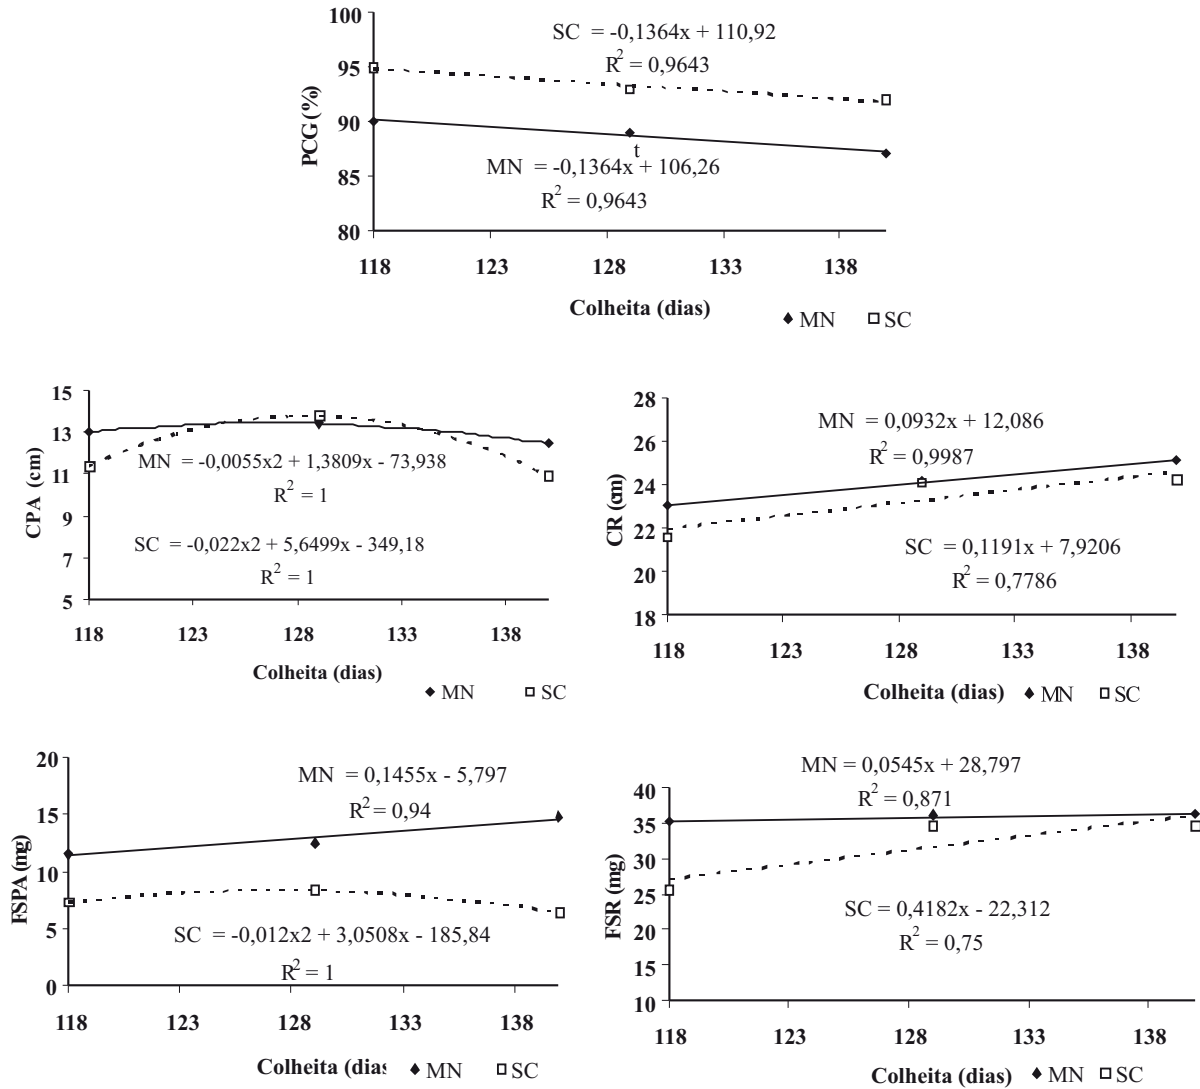 100
95
90
85
80
PCG (%)
SC = -0,1364x + 110,92
R2 = 0,9643
t
MN = -0,1364x + 106,26
R2 = 0,9643
118 123 128 133 138
Colheita (dias)
MN SC
15
13
11
9
7
5
CPA (cm)
MN = -0,0055x2 + 1,3809x - 73,938
R2 = 1
SC = -0,022x2 + 5,6499x - 349,18
R2 = 1
118 123 128 133 138
Colheita (dias)
MN SC
28
26
24
22
20
18
CR (cm)
MN = 0,0932x + 12,086
R2 = 0,9987
SC = 0,1191x + 7,9206
R2 = 0,7786
118 123 128 133 138
Colheita (dias) MN SC
20
15
10
5
0
FSPA (mg)
MN = 0,1455x - 5,797
R2 = 0,94
SC = -0,012x2 + 3,0508x - 185,84
R2 = 1
118 123 128 133 138
Colheita (dias MN SC
40
35
30
25
20
15
10
FSR (mg)
MN = 0,0545x + 28,797
R2 = 0,871
SC = 0,4182x - 22,312
R2 = 0,75
118 123 128 133 138
Colheita (dias) MN SC